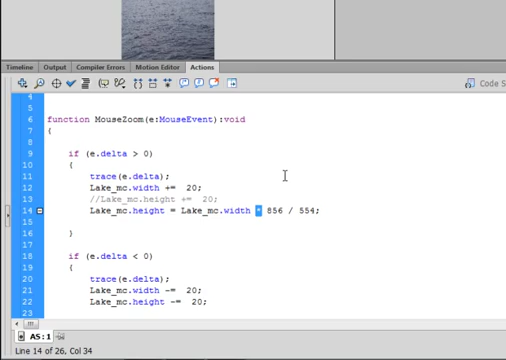 Timeline Output Compiler Errors Motion Editor Actions
Code S
4
5
6 function MouseZoom(e:MouseEvent):void
7 {
8
9 if (e.delta > 0)
10 {
11 trace(e.delta);
12 Lake_mc.width += 20;
13 //Lake_mc.height += 20;
14 Lake_mc.height = Lake_mc.width * 856 / 554;
15
16 }
17
18 if (e.delta < 0)
19 {
20 trace(e.delta);
21 Lake_mc.width -= 20;
22 Lake_mc.height -= 20;
23
AS:1
Line 14 of 26, Col 34